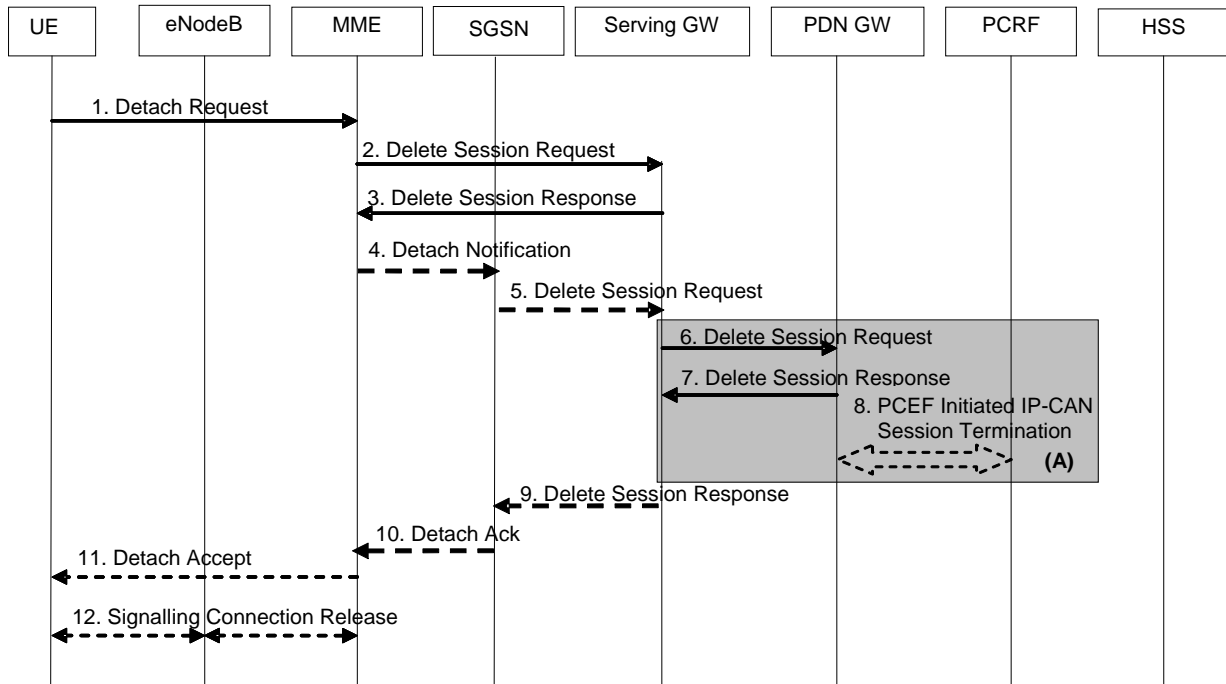 UE
eNodeB
MME
SGSN
Serving GW
PDN GW
PCRF
HSS
1. Detach Request
2. Delete Session Request
3. Delete Session Response
4. Detach Notification
5. Delete Session Request
6. Delete Session Request
7. Delete Session Response
8. PCEF Initiated IP-CAN
Session Termination
(A)
9. Delete Session Response
10. Detach Ack
11. Detach Accept
12. Signalling Connection Release